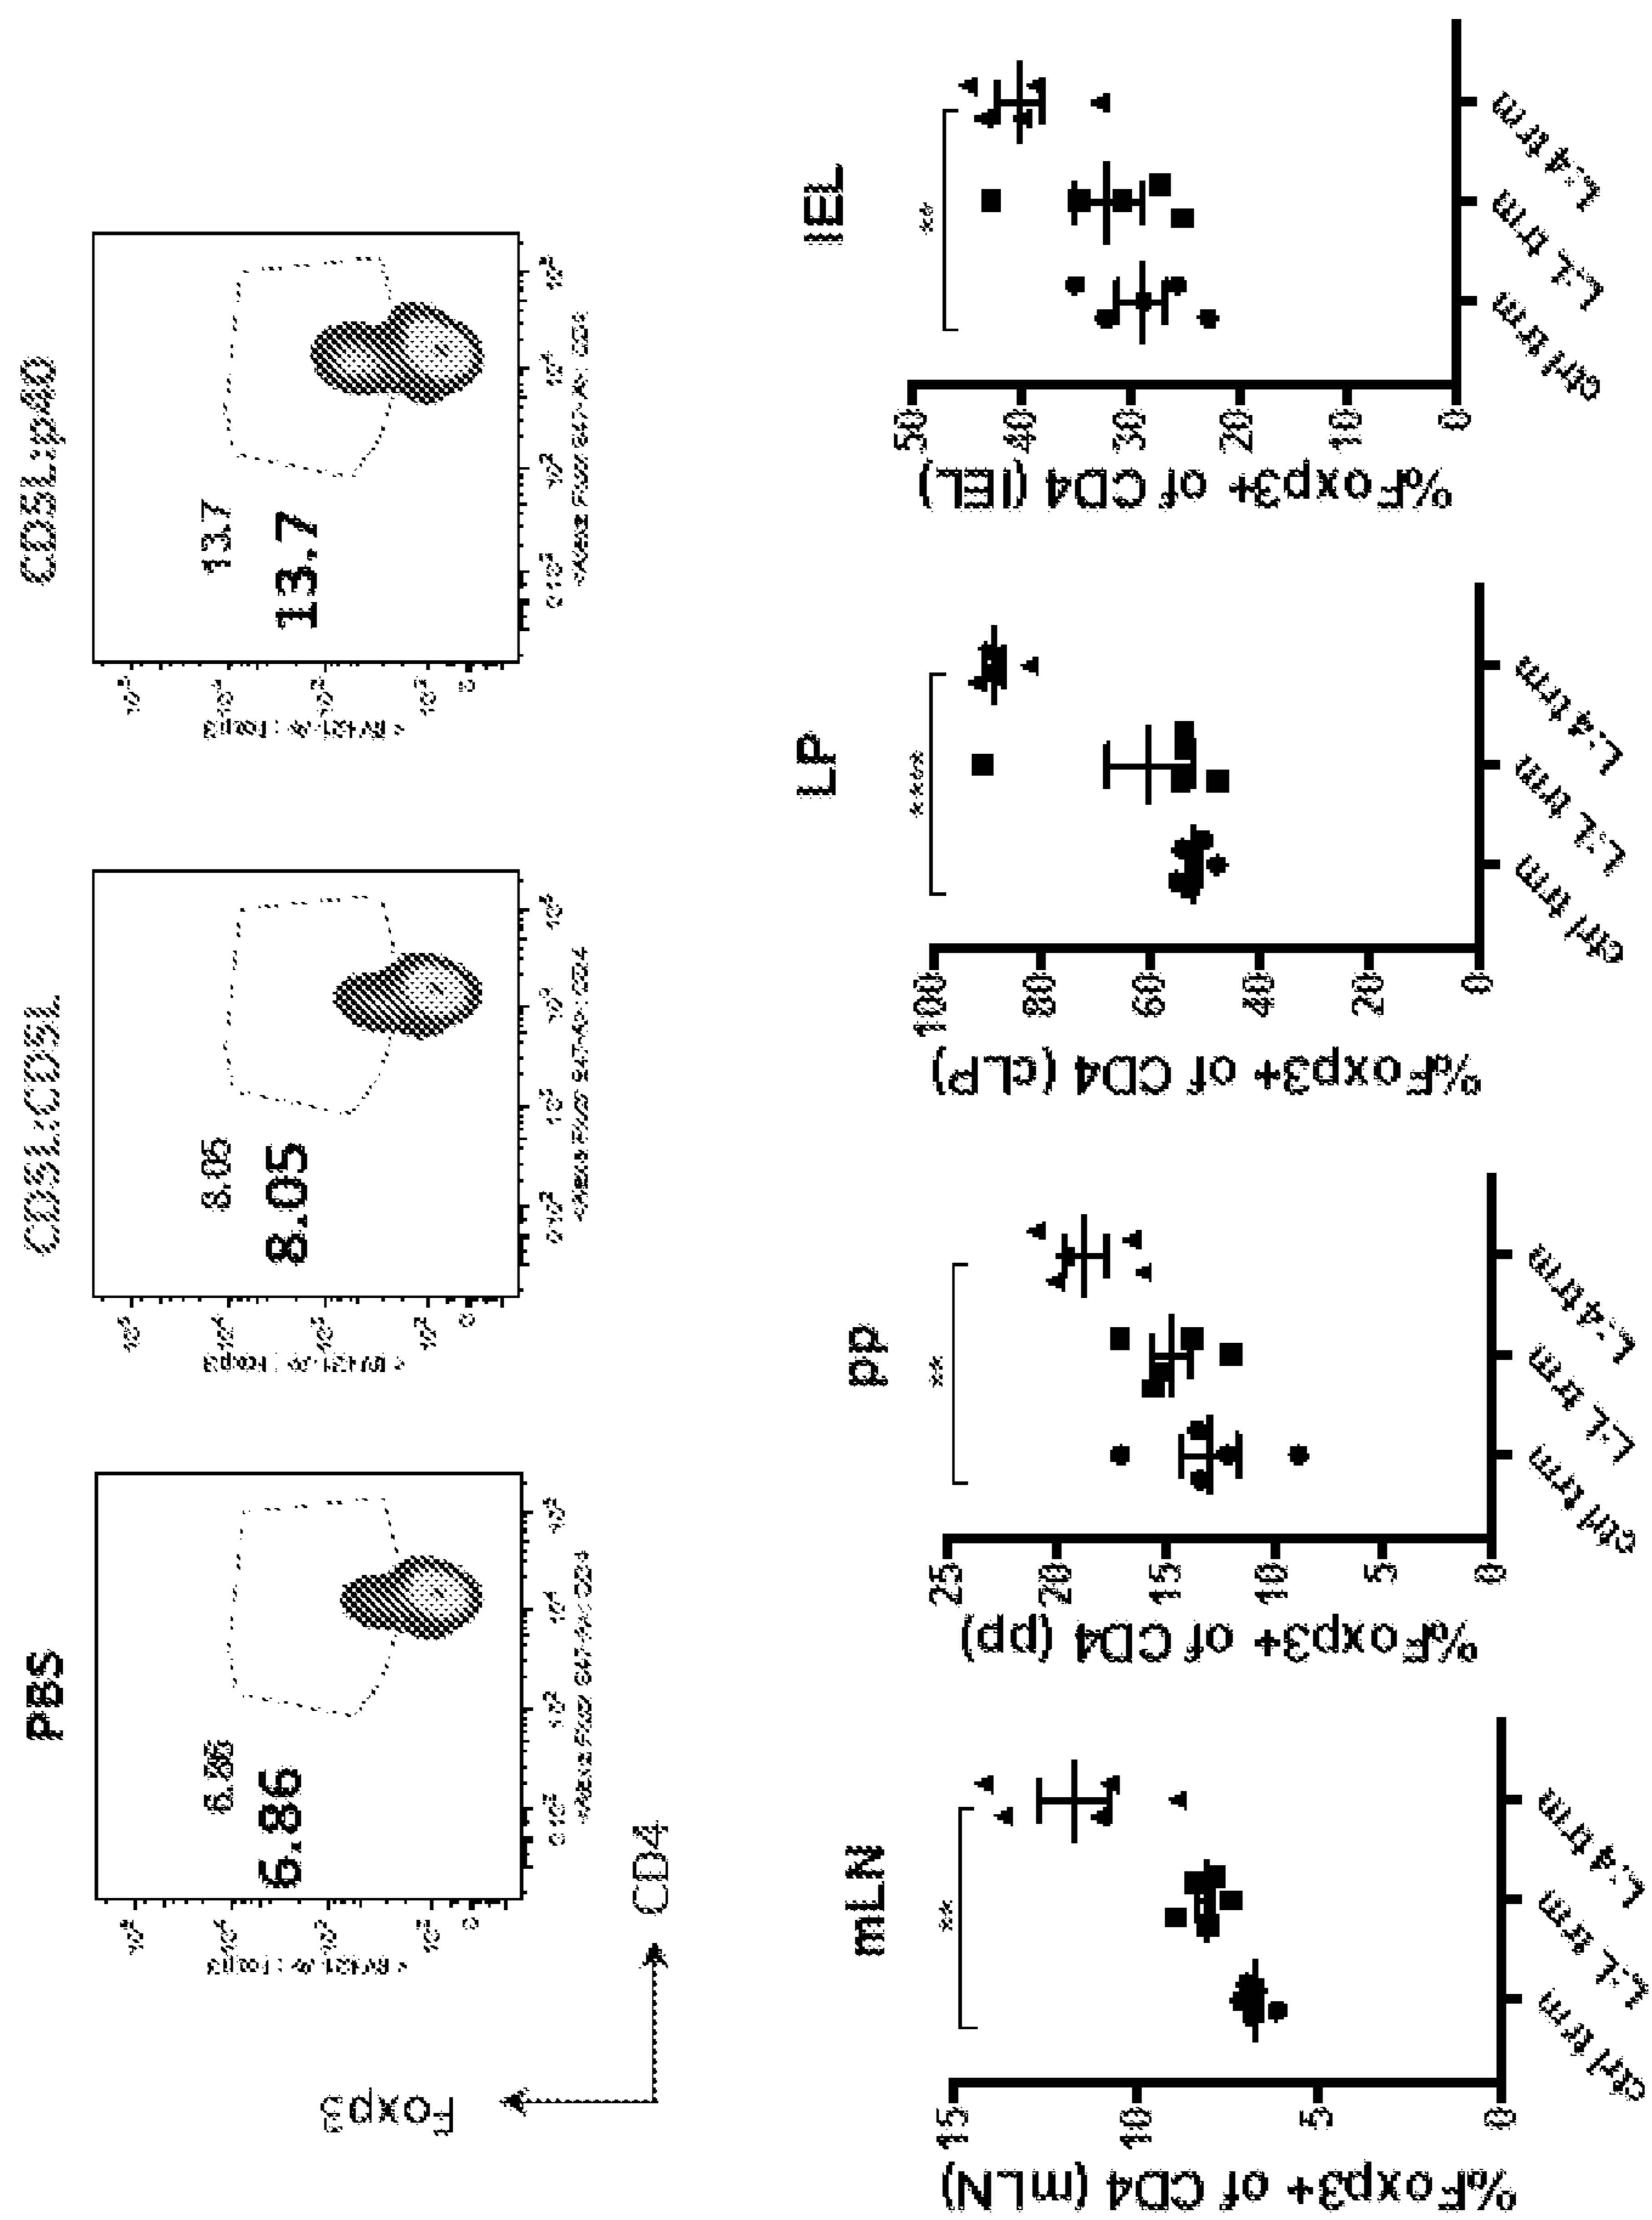 PBS
CD5L:CD5L
CD5L:p40
6.86
6.86
8.05
8.05
13.7
13.7
Foxp3
CD4
mLN
pp
LP
IEL
**
**
****
**
%Foxp3+ of CD4 (mLN)
15
10
5
0
ctrl trm
L:L trm
L:4 trm
%Foxp3+ of CD4 (pp)
25
20
15
10
5
0
ctrl trm
L:L trm
L:4 trm
%Foxp3+ of CD4 (cLP)
100
80
60
40
20
0
ctrl trm
L:L trm
L:4 trm
%Foxp3+ of CD4 (IEL)
50
40
30
20
10
0
ctrl trm
L:L trm
L:4 trm